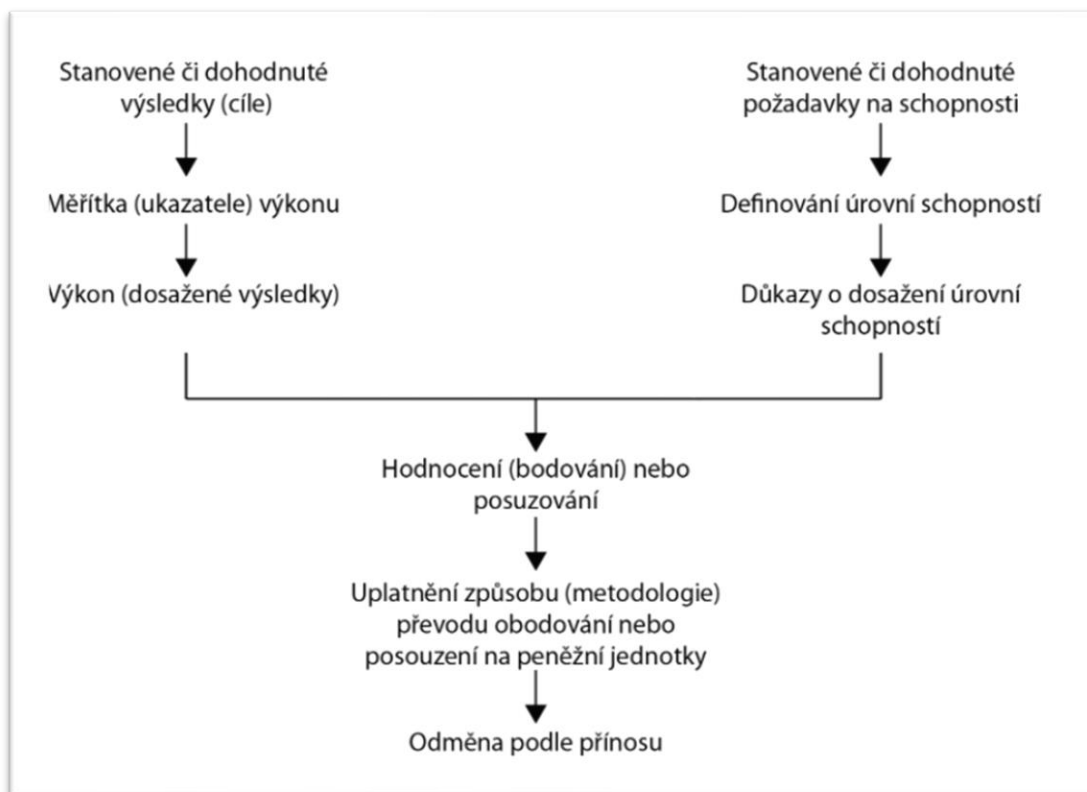 Stanovené či dohodnuté
výsledky (cíle)
Měřítka (ukazatele) výkonu
Výkon (dosažené výsledky)
Stanovené či dohodnuté
požadavky na schopnosti
Definování úrovní schopností
Důkazy o dosažení úrovní
schopností
Hodnocení (bodování) nebo
posuzování
Uplatnění způsobu (metodologie)
převodu obodování nebo
posouzení na peněžní jednotky
Odměna podle přínosu